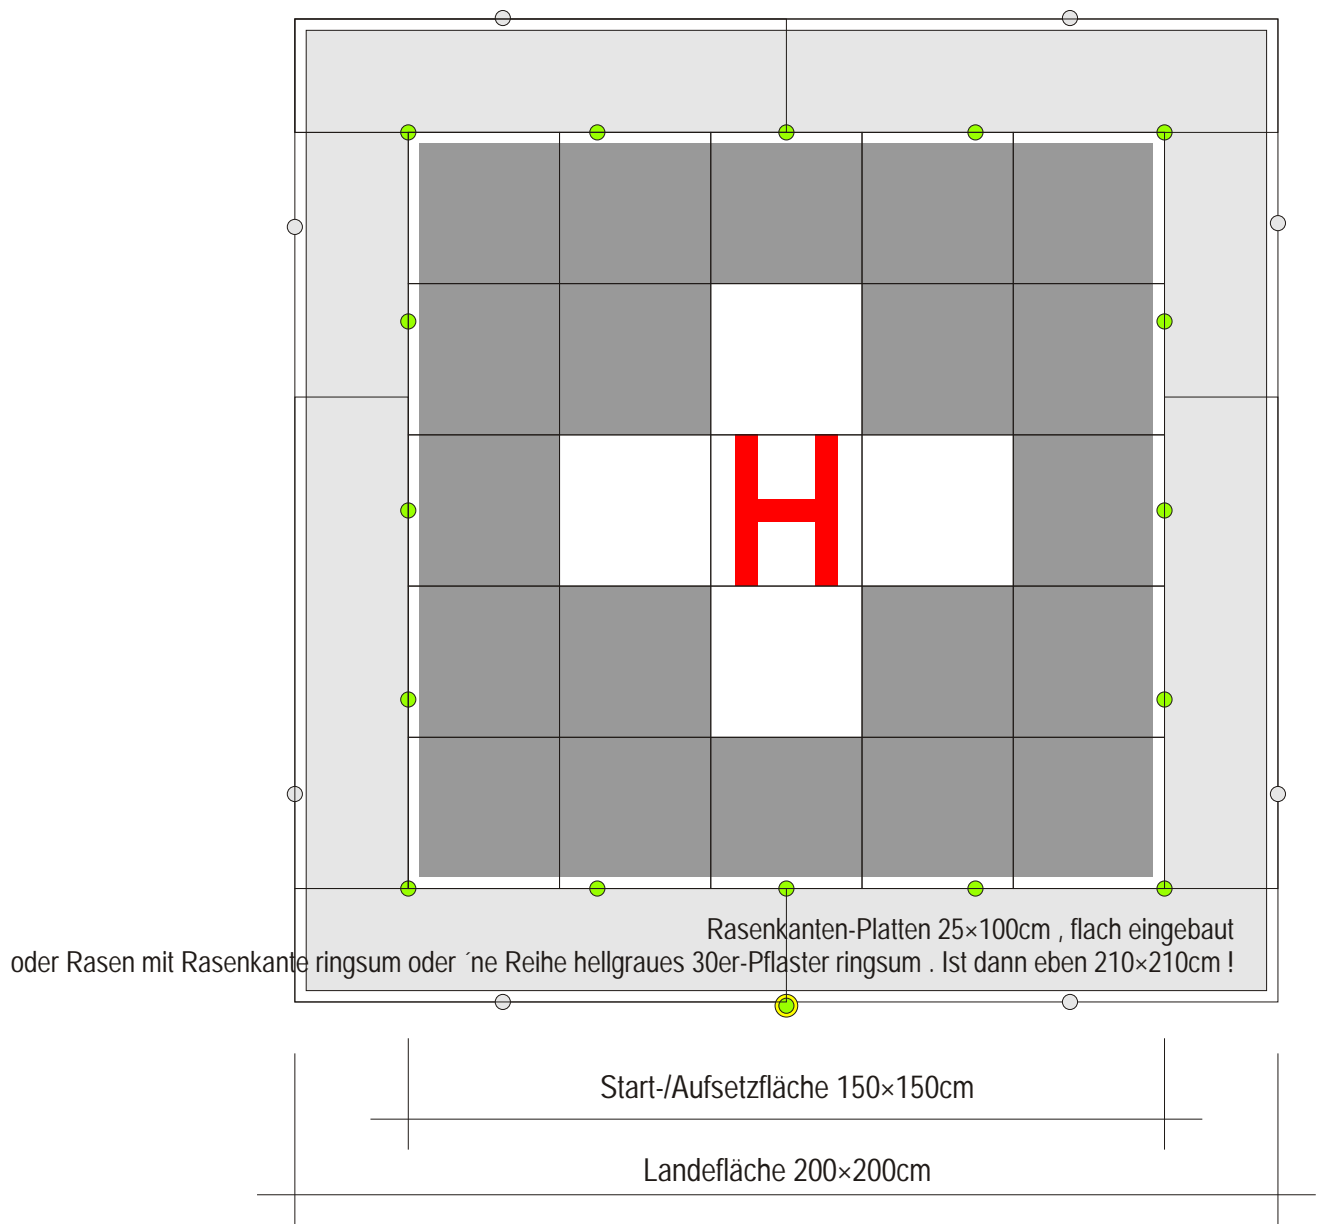 H
Rasenkanten-Platten 25×100cm , flach eingebaut
oder Rasen mit Rasenkante ringsum oder ´ne Reihe hellgraues 30er-Pflaster ringsum . Ist dann eben 210×210cm !
Start-/Aufsetzfläche 150×150cm
Landefläche 200×200cm